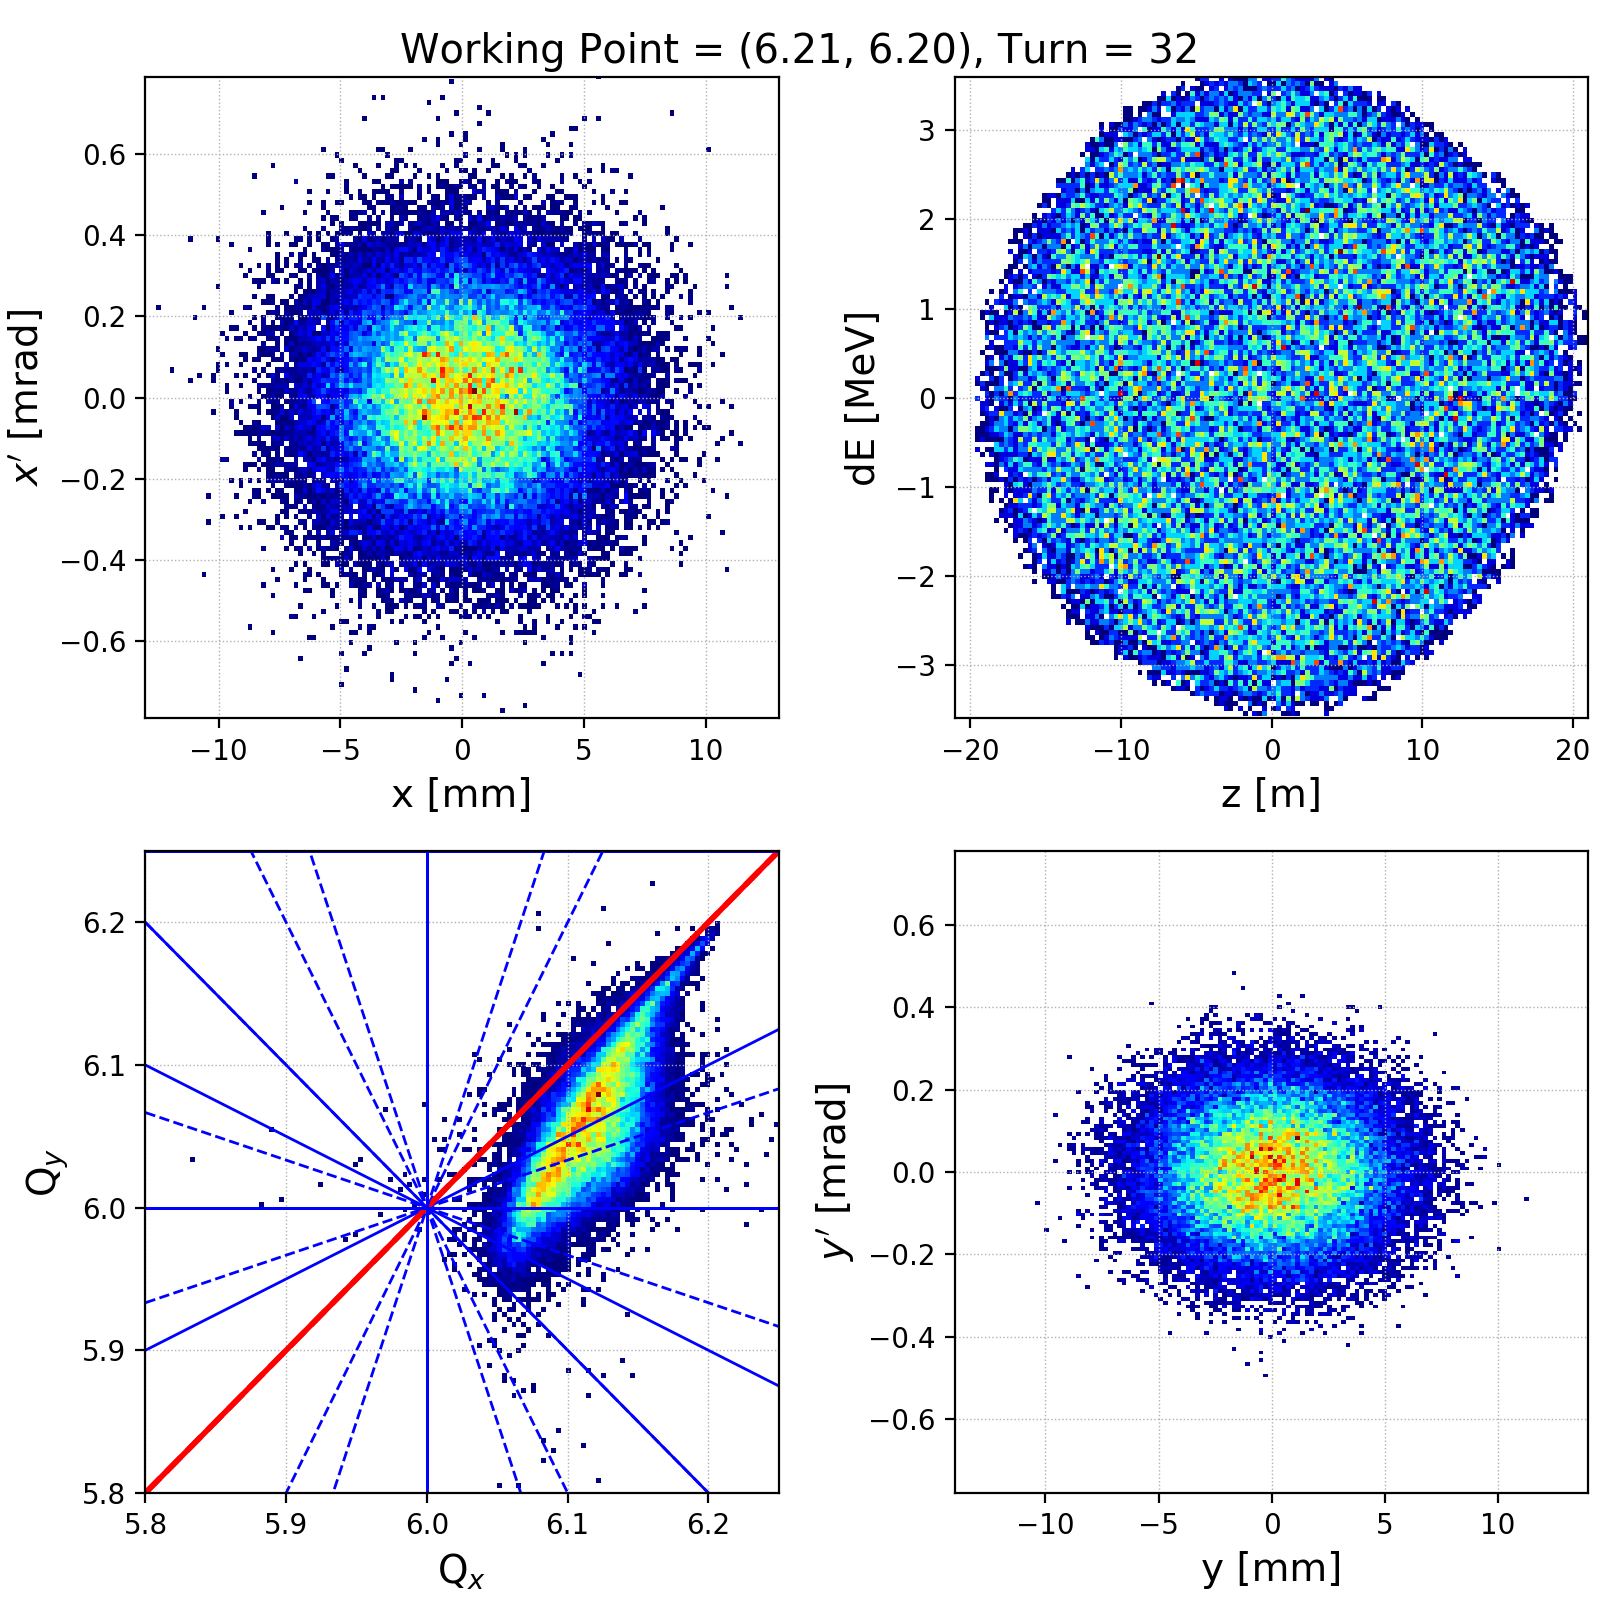 Working Point = (6.21, 6.20), Turn = 32
0.6
0.4
0.2
0.0
−0.2
−0.4
−0.6
x′ [mrad]
−10 −5 0 5 10
x [mm]
3
2
1
0
−1
−2
−3
dE [MeV]
−20 −10 0 10 20
z [m]
6.2
6.1
6.0
5.9
5.8
Qy
5.8 5.9 6.0 6.1 6.2
Qx
0.6
0.4
0.2
0.0
−0.2
−0.4
−0.6
y′ [mrad]
−10 −5 0 5 10
y [mm]